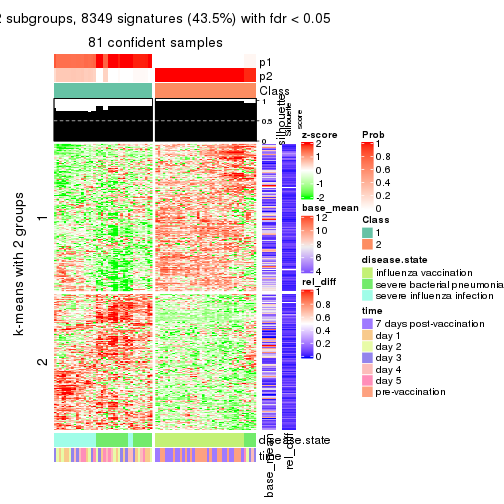 2 subgroups, 8349 signatures (43.5%) with fdr < 0.05
81 confident samples
p1
p2
Class
1
0.5
0
silhouette
Silhouette
score
k-means with 2 groups
1
2
disease.state
time
base_mean
rel_diff
z-score
2
1
0
-1
-2
base_mean
12
10
8
6
4
rel_diff
1
0.8
0.6
0.4
0.2
0
Prob
1
0.8
0.6
0.4
0.2
0
Class
1
2
disease.state
influenza vaccination
severe bacterial pneumonia
severe influenza infection
time
7 days post-vaccination
day 1
day 2
day 3
day 4
day 5
pre-vaccination